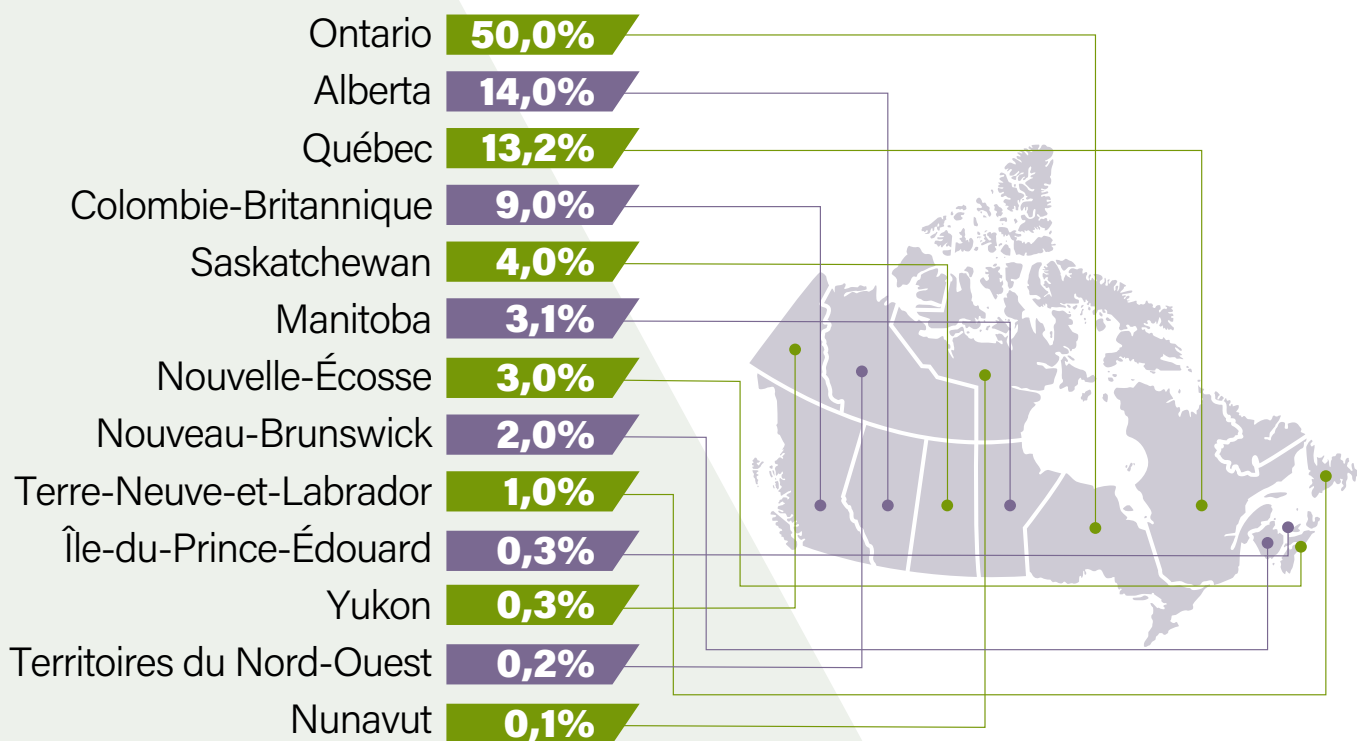 Ontario 50,0%
Alberta 14,0%
Québec 13,2%
Colombie-Britannique 9,0%
Saskatchewan 4,0%
Manitoba 3,1%
Nouvelle-Écosse 3,0%
Nouveau-Brunswick 2,0%
Terre-Neuve-et-Labrador 1,0%
Île-du-Prince-Édouard 0,3%
Yukon 0,3%
Territoires du Nord-Ouest 0,2%
Nunavut 0,1%